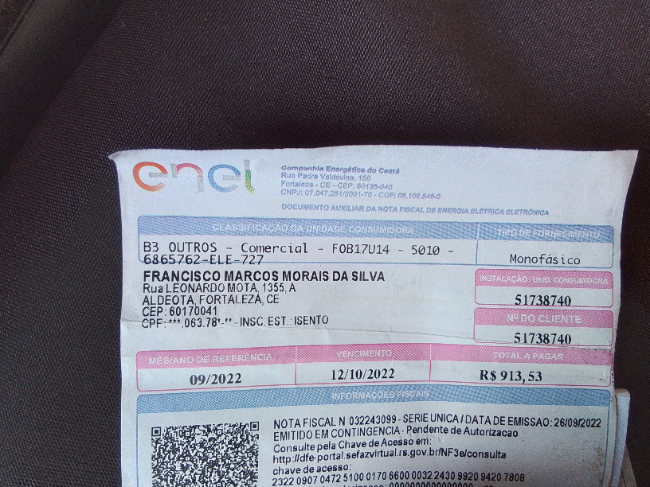 enel
Companhia Energética do Ceará
Rua Padre Valdevino, 150
Fortaleza - CE - CEP: 60135-040
CNPJ: 07.047.251/0001-70 - CGF: 06.105.848-3
DOCUMENTO AUXILIAR DA NOTA FISCAL DE ENERGIA ELÉTRICA ELETRÔNICA
CLASSIFICAÇÃO DA UNIDADE CONSUMIDORA
TIPO DE FORNECIMENTO
B3 OUTROS - Comercial - FOB17U14 - 5010 -
6865762-ELE-727
Monofásico
FRANCISCO MARCOS MORAIS DA SILVA
Rua LEONARDO MOTA, 1355, A
ALDEOTA, FORTALEZA, CE
CEP: 60170041
CPF: ***.063.78*-** - INSC. EST.: ISENTO
INSTALAÇÃO / UNID. CONSUMIDORA
51738740
Nº DO CLIENTE
51738740
MÊS/ANO DE REFERÊNCIA
VENCIMENTO
TOTAL A PAGAR
09/2022
12/10/2022
R$ 913,53
INFORMAÇÕES FISCAIS
NOTA FISCAL N 032243099 - SERIE UNICA / DATA DE EMISSAO: 26/09/2022
EMITIDO EM CONTINGENCIA - Pendente de Autorizacao
Consulte pela Chave de Acesso em:
http://dfe-portal.sefazvirtual.rs.gov.br/NF3e/consulta
chave de acesso:
2322 0907 0472 5100 0170 6600 0032 2430 9920 9420 7808